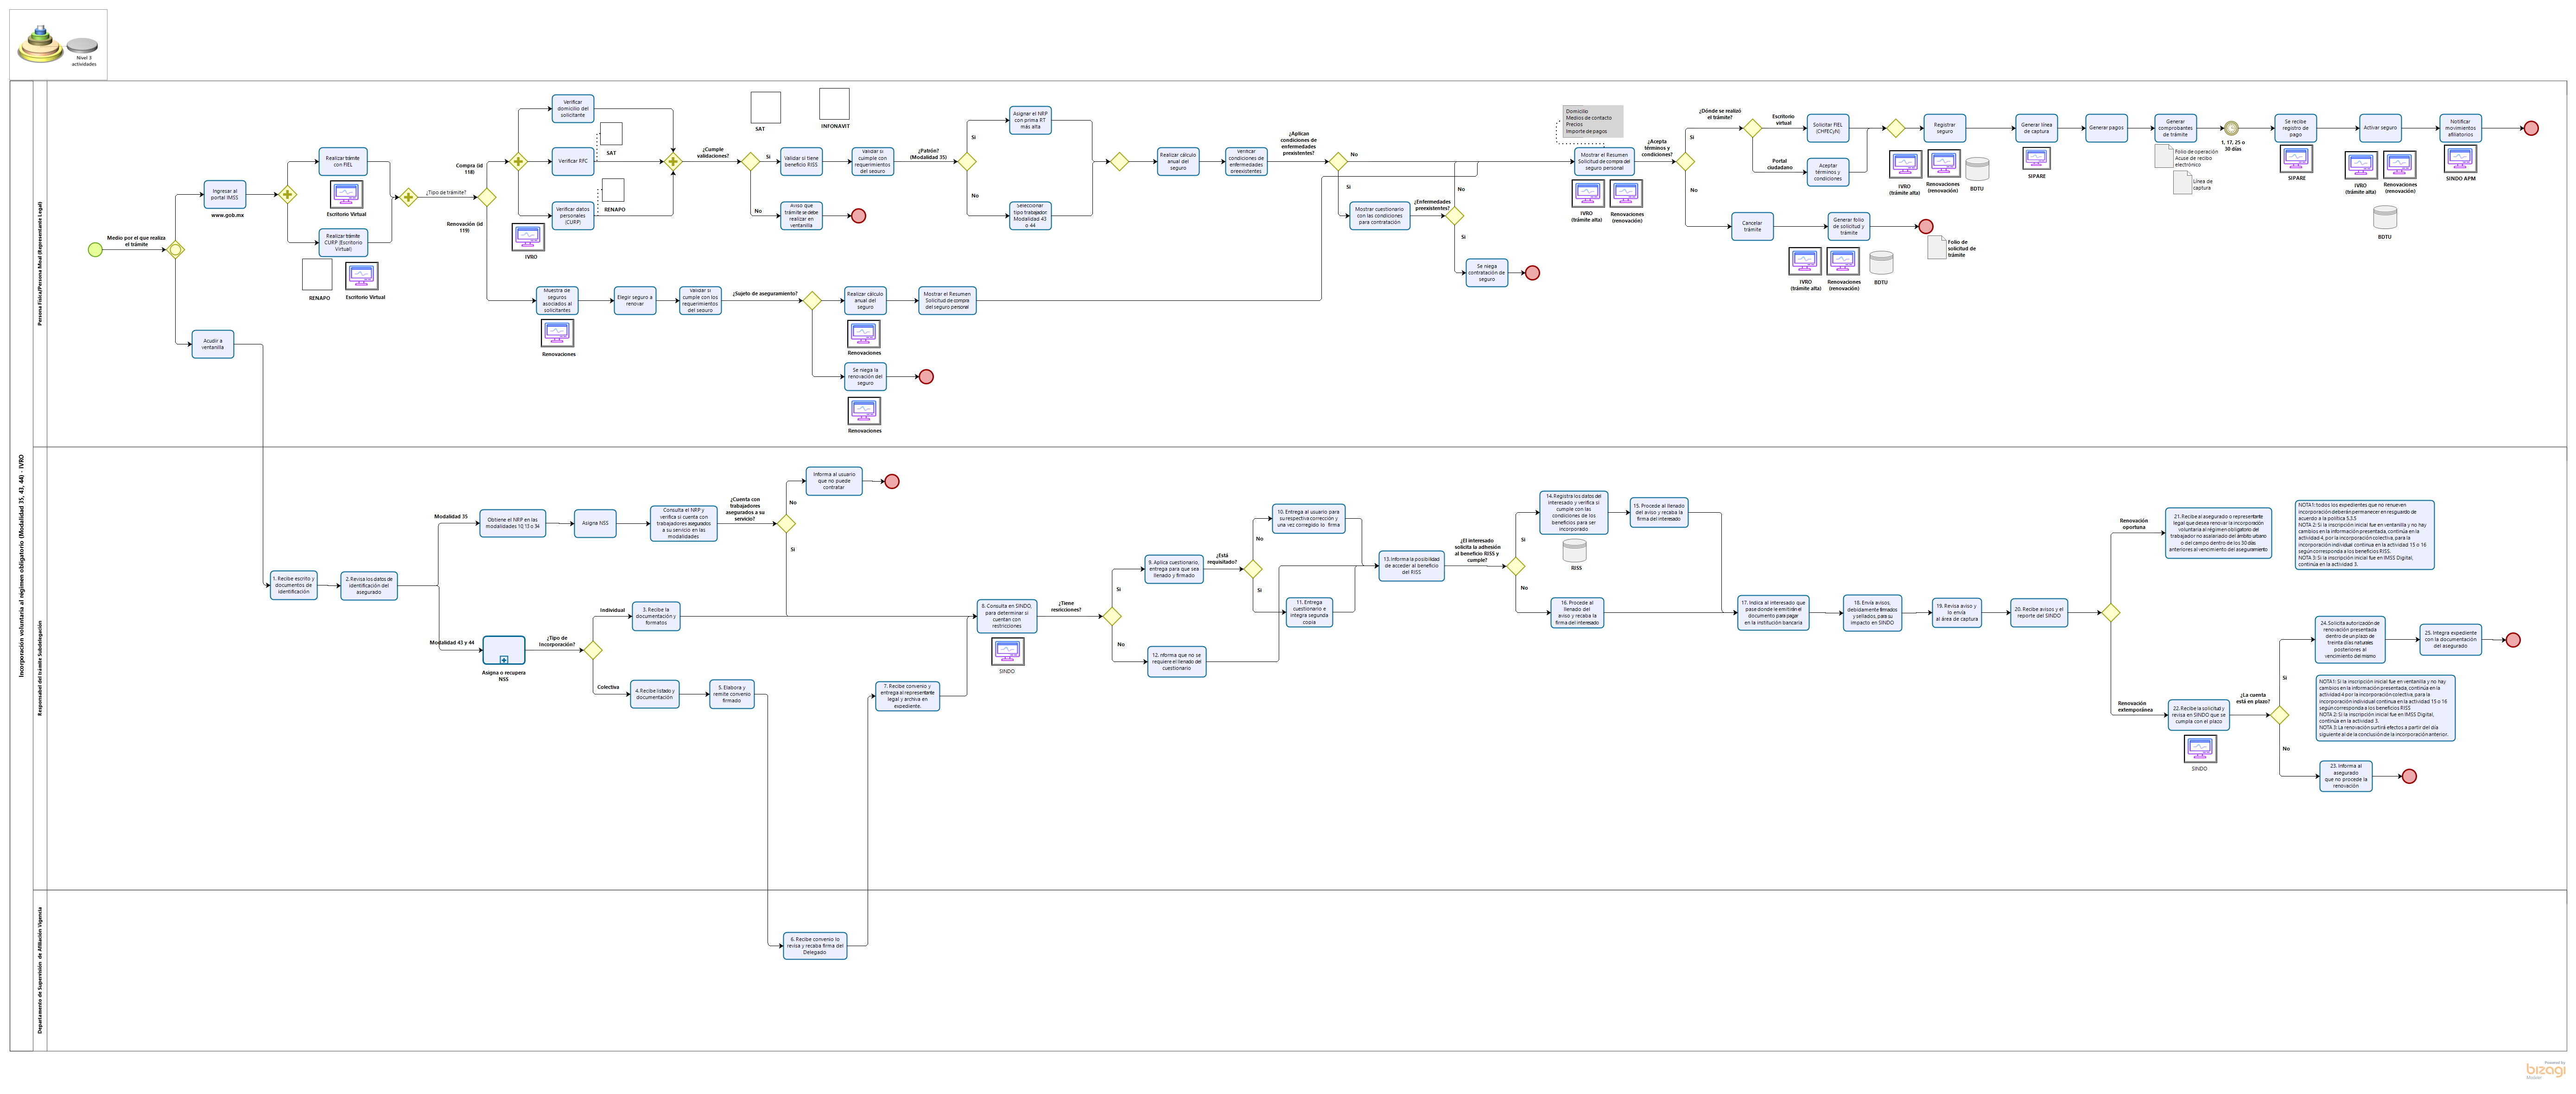 Nivel 3
actividades
Incorporación voluntaria al régimen obligatorio (Modalidad 35, 43, 44) - IVRO
Persona Física/Persona Moral (Representante Legal)
Medio por el que realiza
el trámite
Ingresar al
portal IMSS
www.gob.mx
Realizar trámite
con FIEL
Escritorio Virtual
Realizar trámite
CURP (Escritorio
Virtual)
RENAPO
Escritorio Virtual
¿Tipo de trámite?
Compra (id
118)
Renovación (id
119)
Verificar
domicilio del
solicitante
SAT
Verificar RFC
RENAPO
Verificar datos
personales
(CURP)
IVRO
¿Cumple
validaciones?
SAT
INFONAVIT
Si
Validar si tiene
beneficio RISS
Validar si
cumple con
requerimientos
del seguro
No
Aviso que
trámite se debe
realizar en
ventanilla
¿Patrón?
(Modalidad 35)
Si
Asignar el NRP
con prima RT
más alta
No
Seleccionar
tipo trabajador.
Modalidad 43
o 44
Realizar cálculo
anual del
seguro
Verificar
condiciones de
enfermedades
preexistentes
¿Aplican
condiciones de
enfermedades
preexistentes?
No
Si
Mostrar cuestionario
con las condiciones
para contratación
¿Enfermedades
preexistentes?
No
Si
Se niega
contratación de
seguro
Domicilio
Medios de contacto
Precios
Importe de pagos
Mostrar el Resumen
Solicitud de compra del
seguro personal
IVRO
(trámite alta)
Renovaciones
(renovación)
¿Acepta
términos y
condiciones?
Si
No
¿Dónde se realizó
el trámite?
Escritorio
virtual
Solicitar FIEL
Portal
ciudadano
Aceptar
términos y
condiciones
Cancelar
trámite
Generar folio
de solicitud y
trámite
IVRO
(trámite alta)
Renovaciones
(renovación)
BDTU
Folio de
solicitud de
trámite
IVRO
(trámite alta)
Registrar
seguro
Renovaciones
(renovación)
BDTU
Generar línea
de captura
SIPARE
Generar pagos
Generar
comprobantes
de trámite
Folio de operación
Acuse de recibo
electrónico
Línea de
captura
1, 17, 25 o
30 días
Se recibe
registro de
pago
SIPARE
Activar seguro
IVRO
(trámite alta)
Renovaciones
(renovación)
BDTU
Notificar
movimientos
afiliatorios
SINDO APM
Muestra de
seguros
asociados al
solicitantes
Renovaciones
Elegir seguro a
renovar
Validar si
cumple con los
requerimientos
del seguro
¿Sujeto de aseguramiento?
Realizar cálculo
anual del
seguro
Renovaciones
Mostrar el Resumen
Solicitud de compra
del seguro personal
Se niega la
renovación del
seguro
Renovaciones
Acudir a
ventanilla
Responsabel del trámite Subdelegación
1. Recibe escrito y
documentos de
identificación
2. Revisa los datos de
identificación del
asegurado
Modalidad 35
Obtiene el NRP en las
modalidades 10,13 o 34
Asigna NSS
Consulta el NRP y
verifica si cuenta con
trabajadores asegurados
a su servicio en las
modalidades
¿Cuenta con
trabajadores
asegurados a su
servicio?
No
Informa al usuario
que no puede
contratar
Si
Modalidad 43 y 44
Asigna o recupera
NSS
¿Tipo de
Incorporación?
Individual
3. Recibe la
documentación y
formatos
Colectiva
4. Recibe listado y
documentación
5. Elabora y
remite convenio
firmado
7. Recibe convenio y
entrega al representante
legal y archiva en
expediente.
8. Consulta en SINDO,
para determinar si
cuentan con
restricciones
SINDO
¿Tiene
resriciones?
Si
9. Aplica cuestionario,
entrega para que sea
llenado y firmado
No
12. nforma que no se
requiere el llenado del
cuestionario
¿Está
requisitado?
No
10. Entrega al usuario para
su respectiva corrección y
una vez corregido lo firma
Si
11. Entrega
cuestionario e
integra segunda
copia
13. Informa la posibilidad
de acceder al beneficio
del RISS
¿El interesado
solicita la adhesión
al beneficio RISS y
cumple?
Si
14. Registra los datos del
interesado y verifica si
cumple con las
condiciones de los
beneficios para ser
incorporado
RISS
15. Procede al llenado
del aviso y recaba la
firma del interesado
No
16. Procede al
llenado del
aviso y recaba la
firma del interesado
17. Indica al interesado que
pase donde le emitirán el
documento para pagar
en la institución bancaria
18. Envía avisos,
debidamente firmados
y sellados, para su
impacto en SINDO
19. Revisa aviso y
lo envía
al área de captura
20. Recibe avisos y el
reporte del SINDO
Renovación
oportuna
21. Recibe al asegurado o representante
legal que desea renovar la incorporación
voluntaria al régimen obligatorio del
trabajador no asalariado del ámbito urbano
o del campo dentro de los 30 días
anteriores al vencimiento del aseguramiento
NOTA1: todos los expedientes que no renueven
incorporación deberán permanecer en resguardo de
acuerdo a la política 5.3.5
NOTA 2: Si la inscripción inicial fue en ventanilla y no hay
cambios en la información presentada, continúa en la
actividad 4, por la incorporación colectiva, para la
incorporación individual continua en la actividad 15 o 16
según corresponda a los beneficios RISS.
NOTA 3: Si la inscripción inicial fue en IMSS Digital,
continúa en la actividad 3.
Renovación
extemporánea
22. Recibe la solicitud y
revisa en SINDO que se
cumpla con el plazo
SINDO
¿La cuenta
está en plazo?
Si
24. Solicita autorizazón de
renovación presentada
dentro de un plazo de
treinta días naturales
posteriores al
vencimiento del mismo
25. Integra expediente
con la documentación
del asegurado
NOTA1: Si la inscripción inicial fue en ventanilla y no hay
cambios en la información presentada, continúa en la
actividad 4 por la incorporación colectiva, para la
incorporación individual continua en la actividad 15 o 16
según corresponda a los beneficios RISS
NOTA 2: Si la inscripción inicial fue en IMSS Digital,
continúa en la actividad 3.
NOTA 3: La renovación surtirá efectos a partir del día
siguiente al de la conclusión de la incorporación anterior.
No
23. Informa al
asegurado
que no procede la
renovación
Departamento de Supervisión de Afiliación Vigencia
6. Recibe convenio lo
revisa y recaba firma del
Delegado
Powered by
bizagi
Modeler